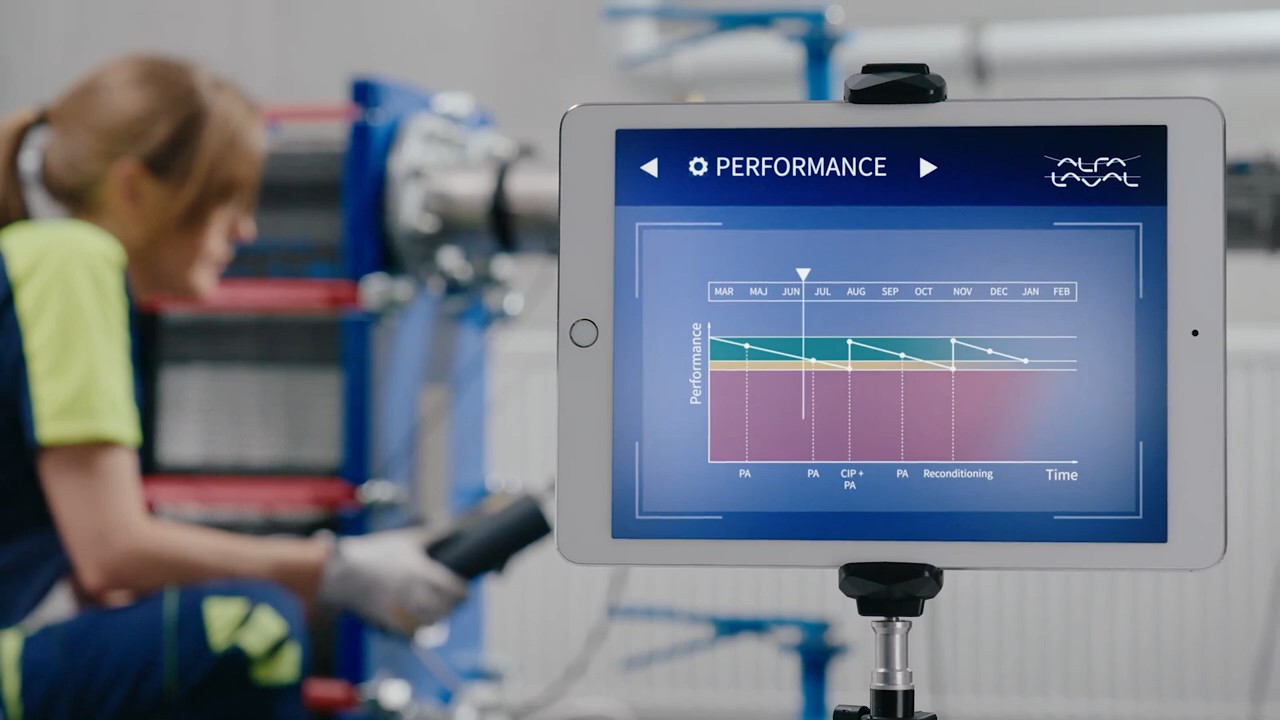 PERFORMANCE
ALFA
LAVAL
MAR MAJ JUN JUL AUG SEP OCT NOV DEC JAN FEB
Performance
PA PA CIP + PA Reconditioning Time
PA